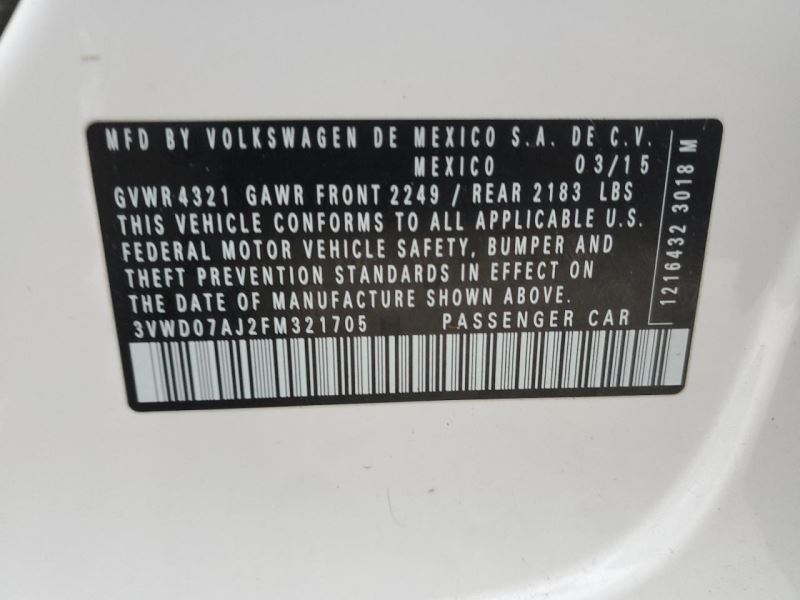 MFD BY VOLKSWAGEN DE MEXICO S.A. DE C.V.
MEXICO 03/15
GVWR 4321 GAWR FRONT 2249 / REAR 2183 LBS
THIS VEHICLE CONFORMS TO ALL APPLICABLE U.S.
FEDERAL MOTOR VEHICLE SAFETY, BUMPER AND
THEFT PREVENTION STANDARDS IN EFFECT ON
THE DATE OF MANUFACTURE SHOWN ABOVE.
3VWD07AJ2FM321705 PASSENGER CAR
1216432 3018 M